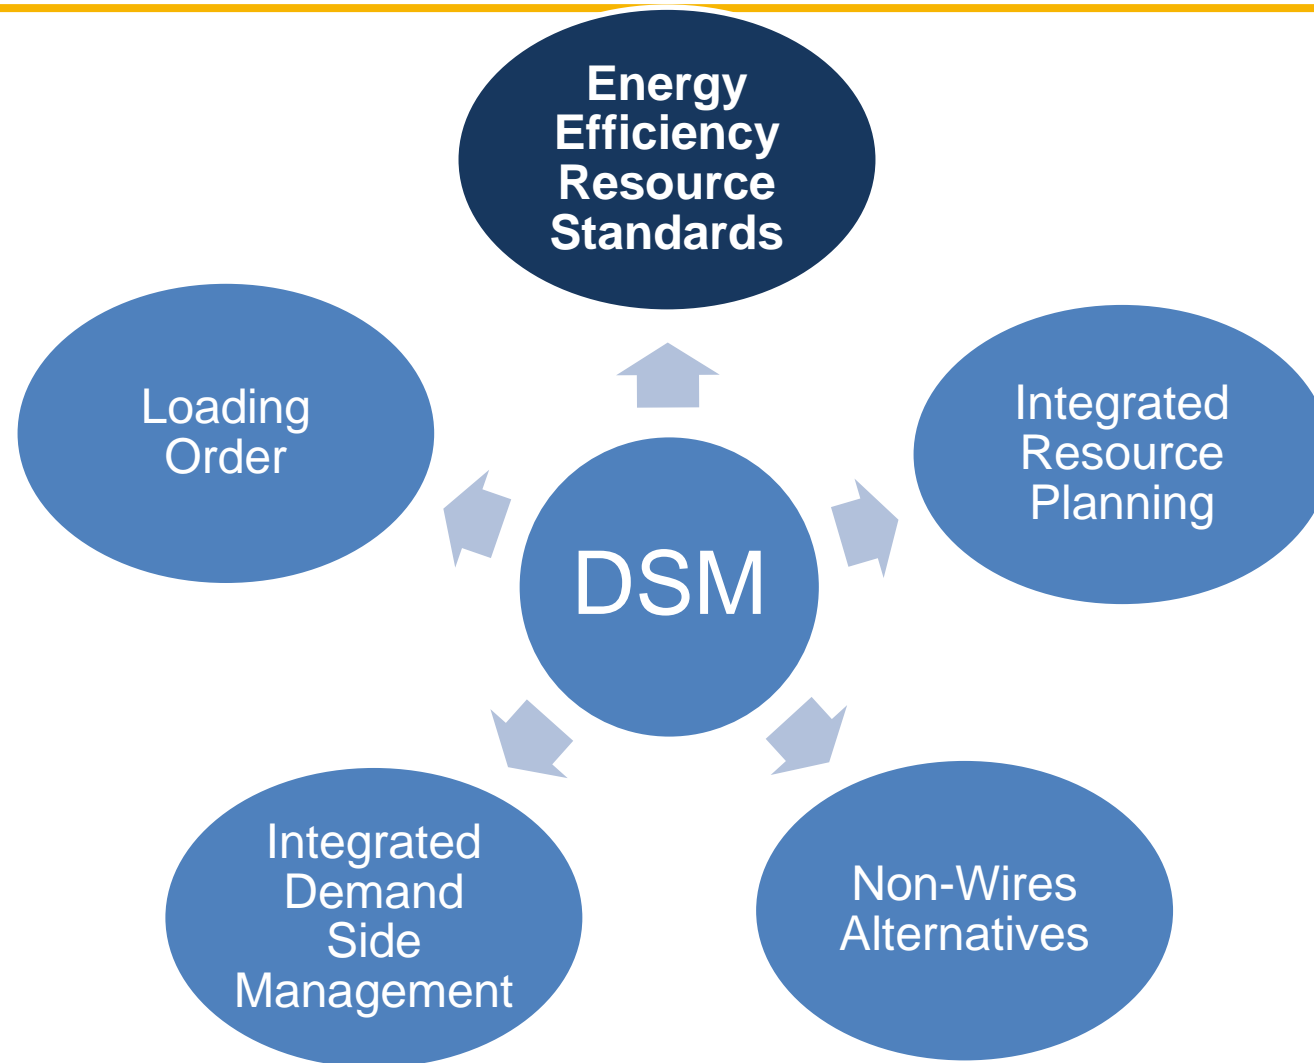 Energy
Efficiency
Resource
Standards
Loading
Order
Integrated
Resource
Planning
DSM
Integrated
Demand
Side
Management
Non-Wires
Alternatives